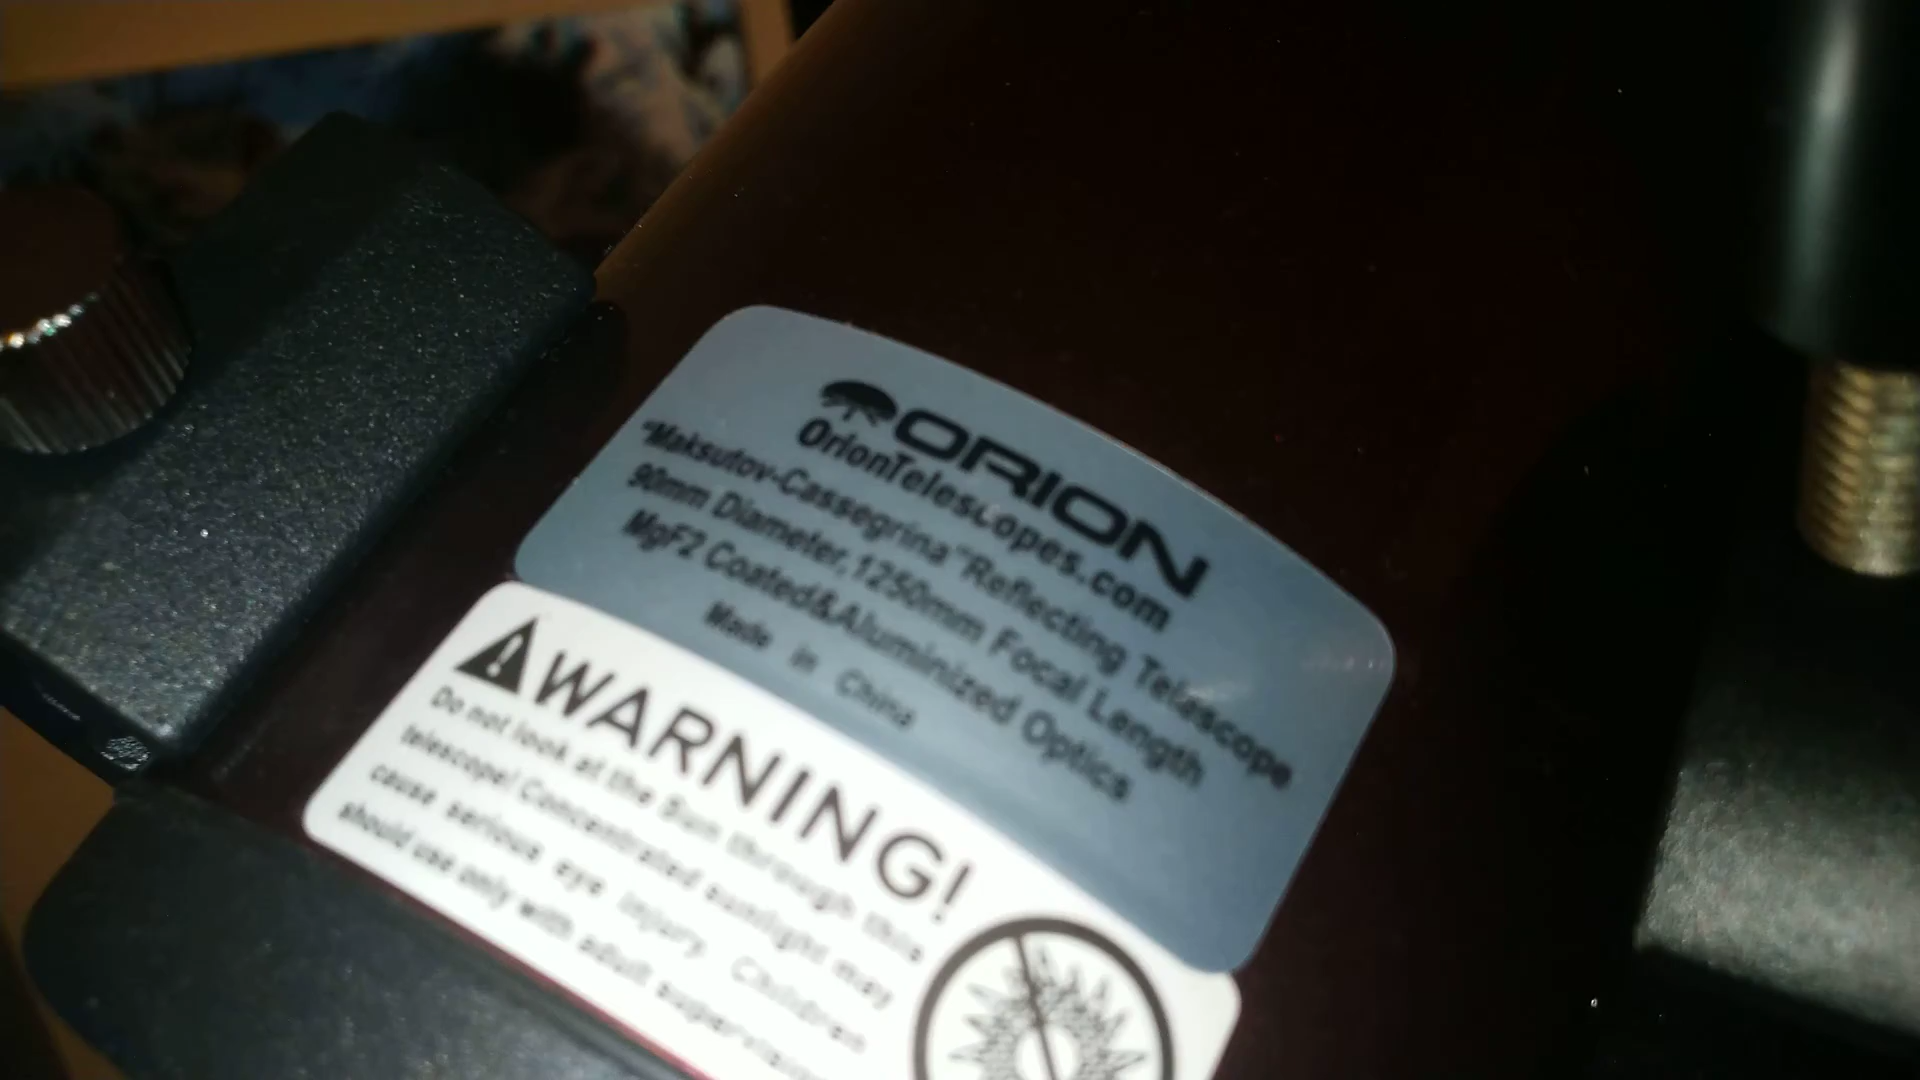 ORION
OrionTelescopes.com
"Maksutov-Cassegrina"Reflecting Telescope
90mm Diameter,1250mm Focal Length
MgF2 Coated&Aluminized Optics
Made in China
WARNING!
Do not look at the Sun through this
telescope! Concentrated sunlight may
cause serious eye injury. Children
should use only with adult